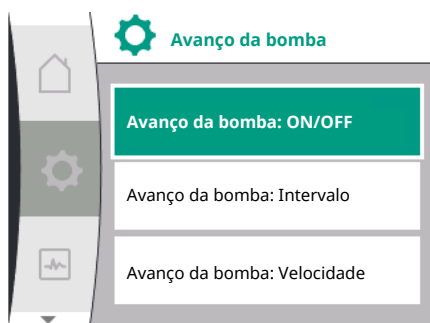 Avanço da bomba
Avanço da bomba: ON/OFF
Avanço da bomba: Intervalo
Avanço da bomba: Velocidade